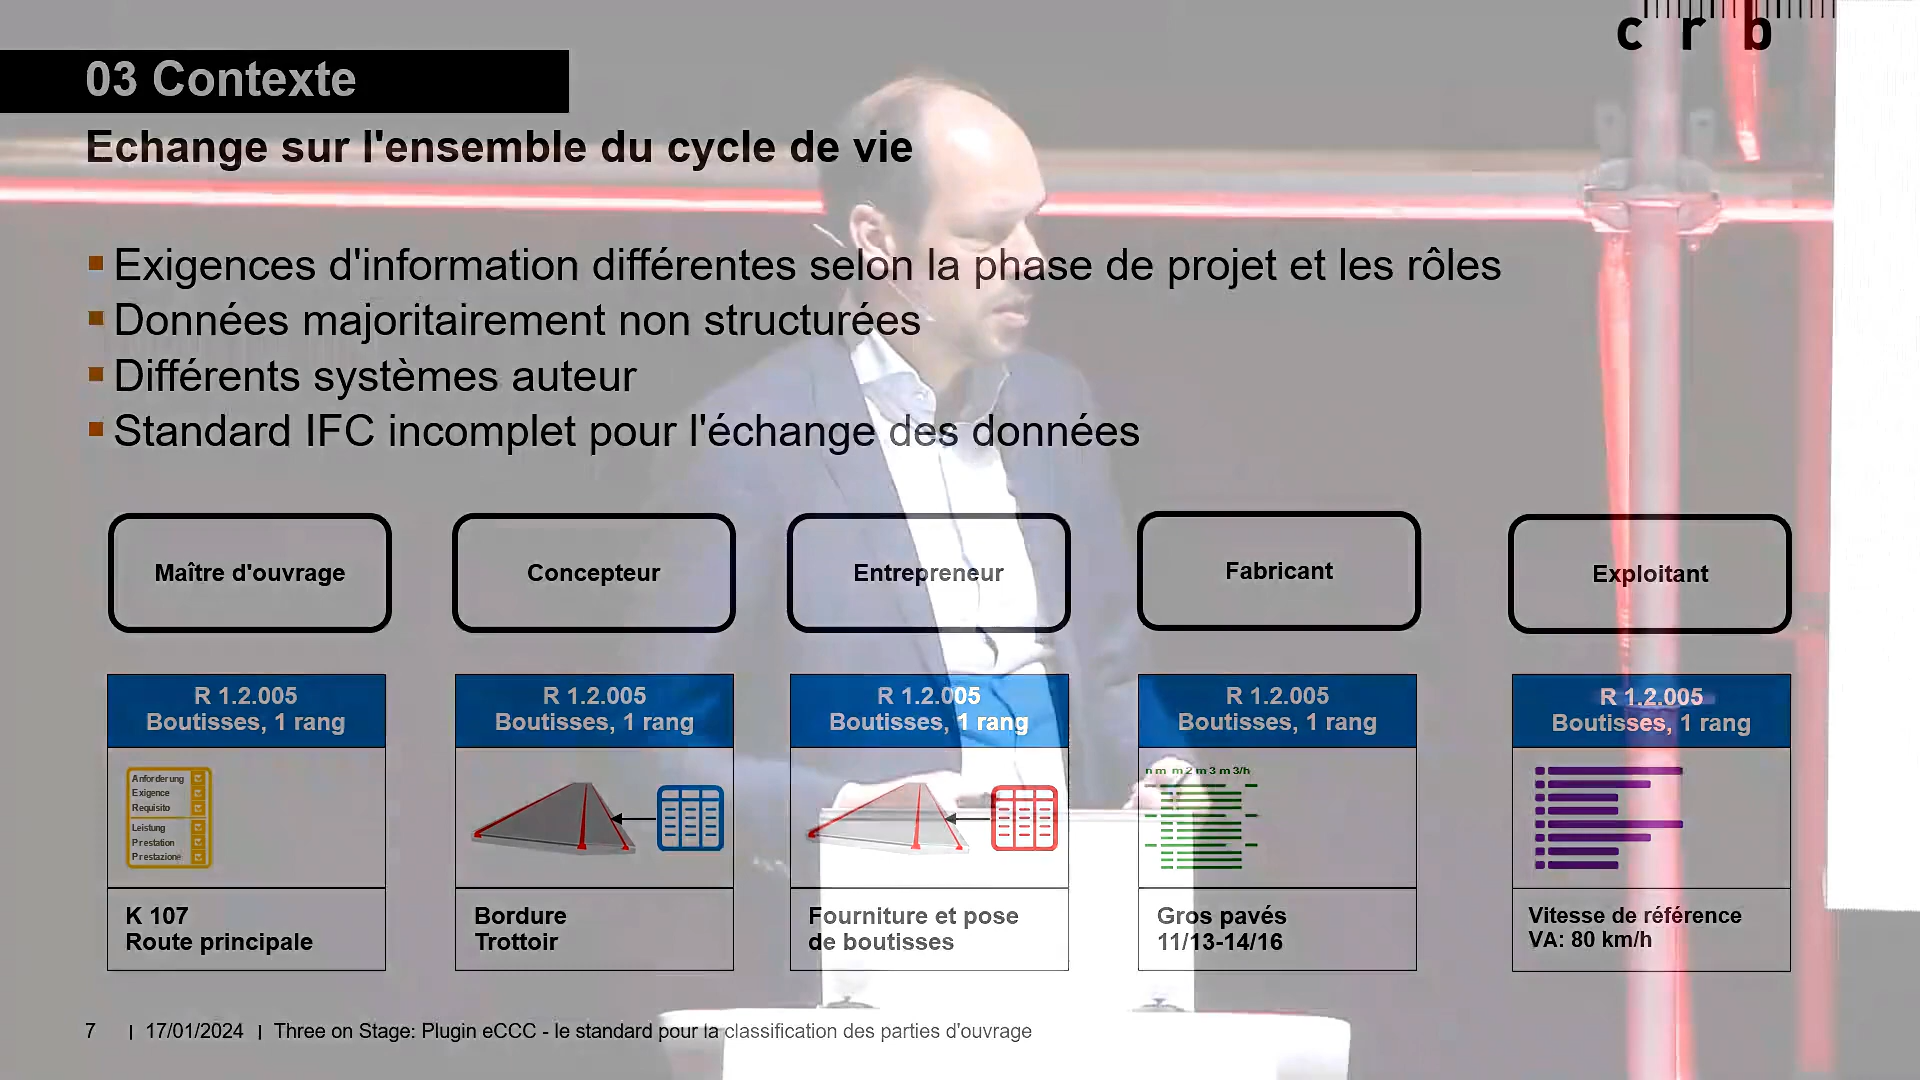 crb
03 Contexte
Echange sur l'ensemble du cycle de vie
Exigences d'information différentes selon la phase de projet et les rôles
Données majoritairement non structurées
Différents systèmes auteur
Standard IFC incomplet pour l'échange des données
Maître d'ouvrage
Concepteur
Entrepreneur
Fabricant
Exploitant
R 1.2.005
Boutisses, 1 rang
Anforderung
Exigence
Requisito
Leistung
Prestation
Prestazione
K 107
Route principale
R 1.2.005
Boutisses, 1 rang
Bordure
Trottoir
R 1.2.005
Boutisses, 1 rang
Fourniture et pose
de boutisses
R 1.2.005
Boutisses, 1 rang
n m m 2 m 3 m 3/h
Gros pavés
11/13-14/16
R 1.2.005
Boutisses, 1 rang
Vitesse de référence
VA: 80 km/h
7 | 17/01/2024 | Three on Stage: Plugin eCCC - le standard pour la classification des parties d'ouvrage